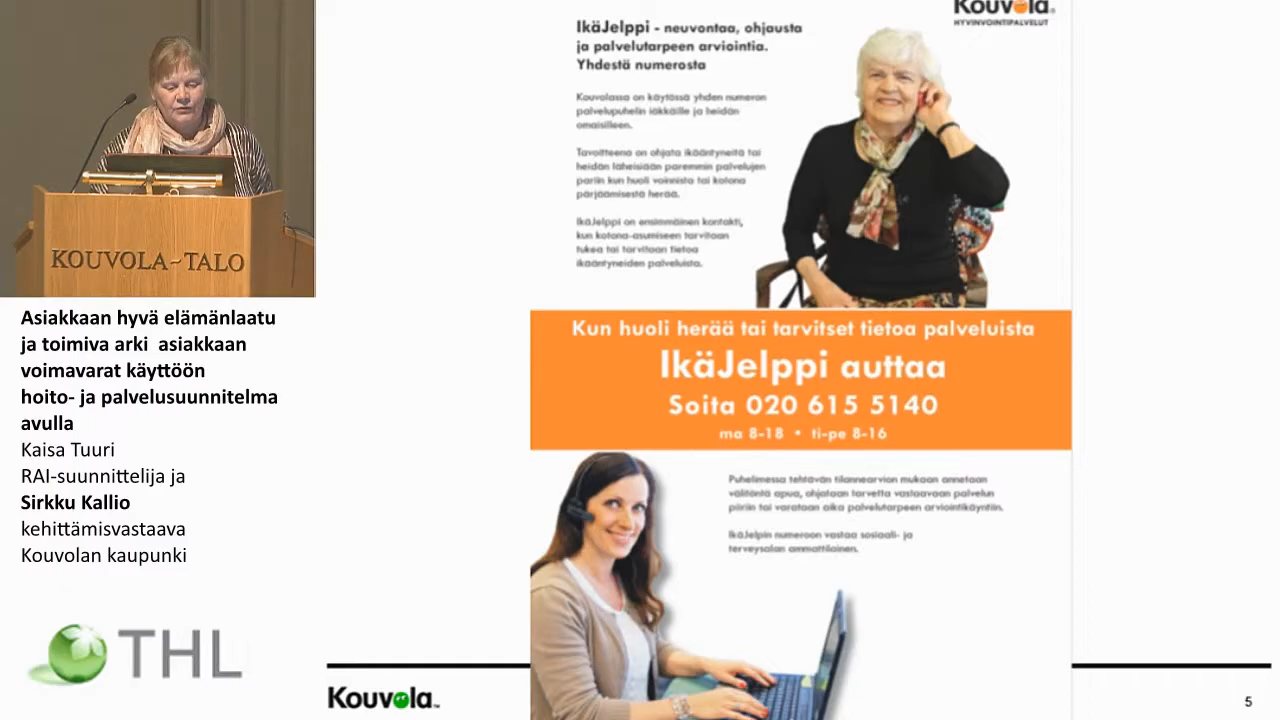 KOUVOLA-TALO
Asiakkaan hyvä elämänlaatu
ja toimiva arki asiakkaan
voimavarat käyttöön
hoito- ja palvelusuunnitelma
avulla
Kaisa Tuuri
RAI-suunnittelija ja
Sirkku Kallio
kehittämisvastaava
Kouvolan kaupunki
THL
Kouvola
HYVINVOINTIPALVELUT
IkäJelppi - neuvontaa, ohjausta
ja palvelutarpeen arviointia.
Yhdestä numerosta
Kouvolassa on käytössä yhden numeron
palvelupuhelin iäkkäille ja heidän
omaisilleen.
Tavoitteena on ohjata ikääntyneitä tai
heidän läheisiään paremmin palvelujen
pariin kun huoli voinnista tai kotona
pärjäämisestä herää.
IkäJelppi on ensimmäinen kontakti,
kun kotona-asumiseen tarvitaan
tukea tai tarvitaan tietoa
ikääntyneiden palveluista.
Kun huoli herää tai tarvitset tietoa palveluista
IkäJelppi auttaa
Soita 020 615 5140
ma 8-18 • ti-pe 8-16
Puhelimessa tehtävän tilannearvion mukaan annetaan
välitöntä apua, ohjataan tarvetta vastaavaan palvelun
piiriin tai varataan aika palvelutarpeen arviointikäyntiin.
IkäJelpin numeroon vastaa sosiaali- ja
terveysalan ammattilainen.
Kouvola
5